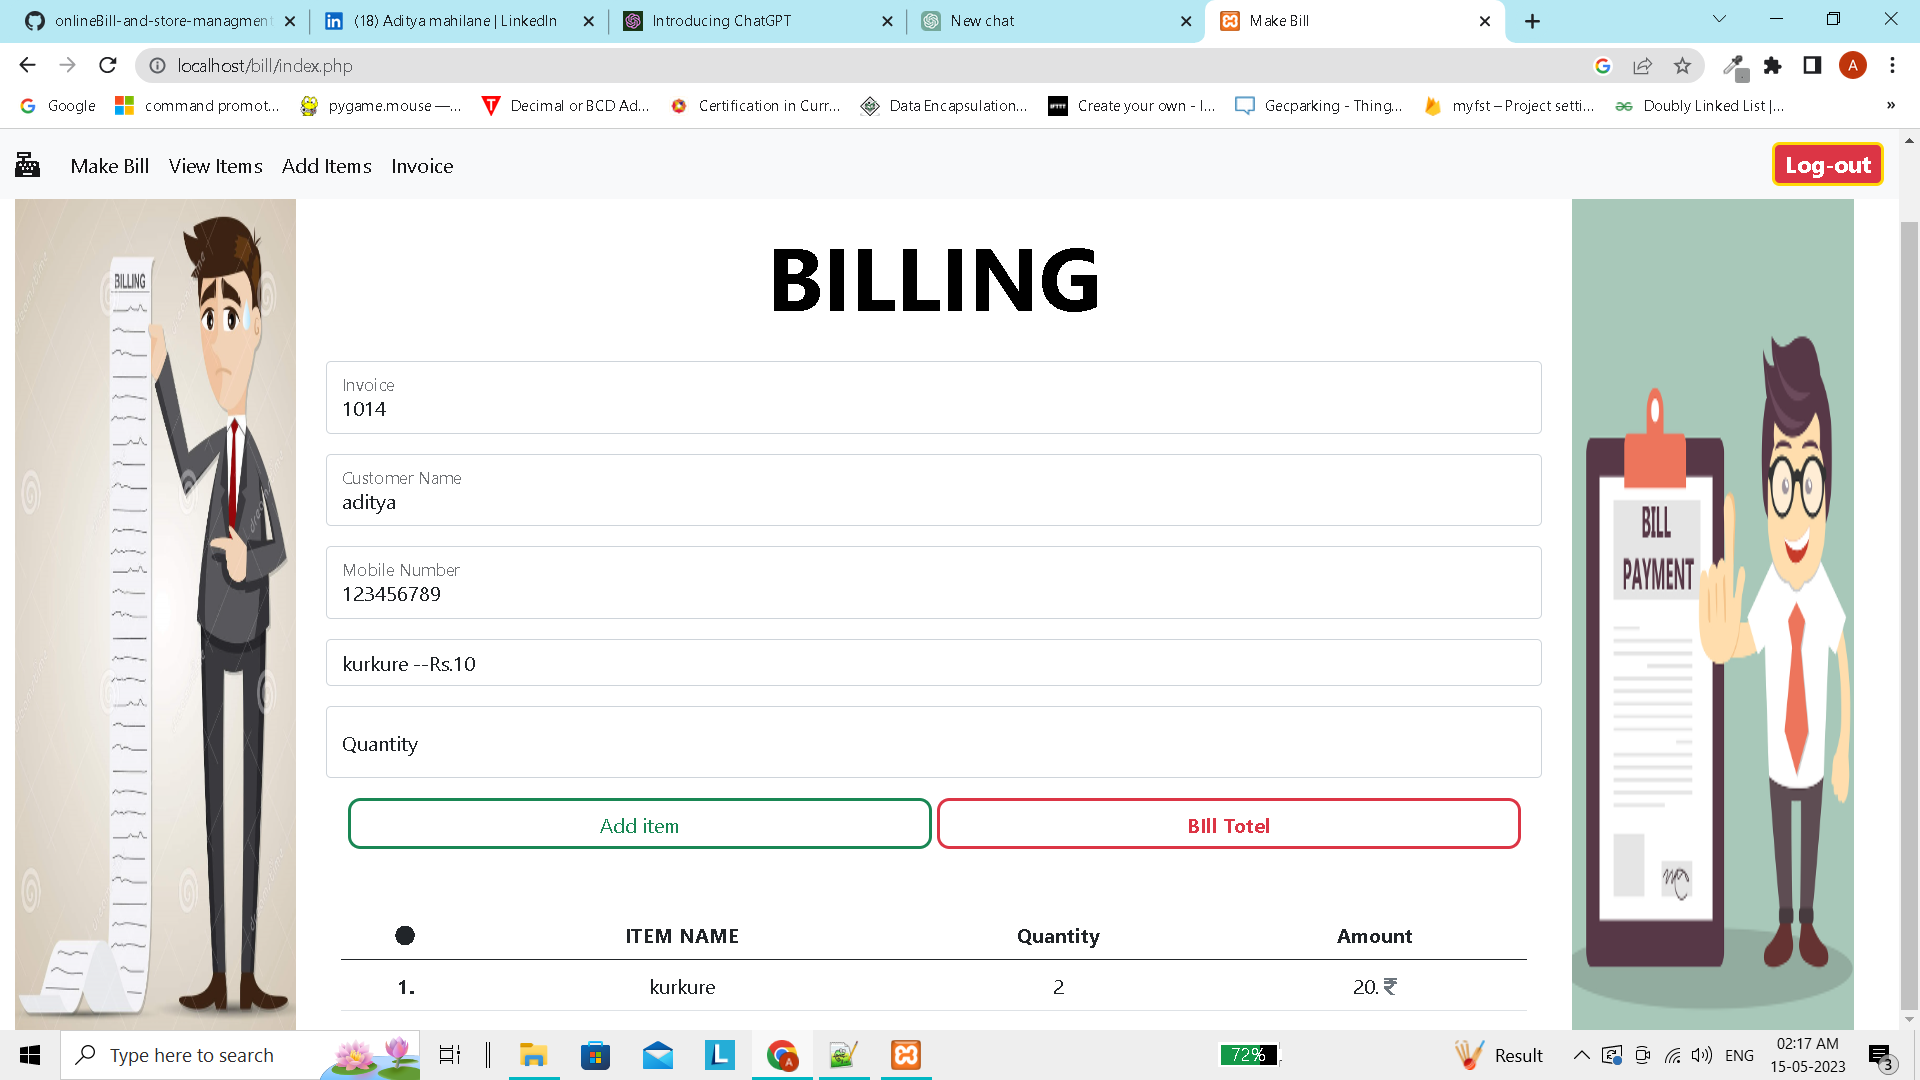 onlineBill-and-store-managment
(18) Aditya mahilane | LinkedIn
Introducing ChatGPT
New chat
Make Bill
localhost/bill/index.php
A
Google
command promot...
pygame.mouse —...
Decimal or BCD Ad...
Certification in Curr...
Data Encapsulation...
Create your own - I...
Gecparking - Thing...
myfst – Project setti...
Doubly Linked List |...
»
Make Bill
View Items
Add Items
Invoice
Log-out
BILLING
BILLING
Invoice
1014
Customer Name
aditya
Mobile Number
123456789
kurkure --Rs.10
Quantity
Add item
BIll Totel
ITEM NAME
Quantity
Amount
1.
kurkure
2
20. ₹
BILL
PAYMENT
Type here to search
L
A
72%
Result
ENG
02:17 AM
15-05-2023
3